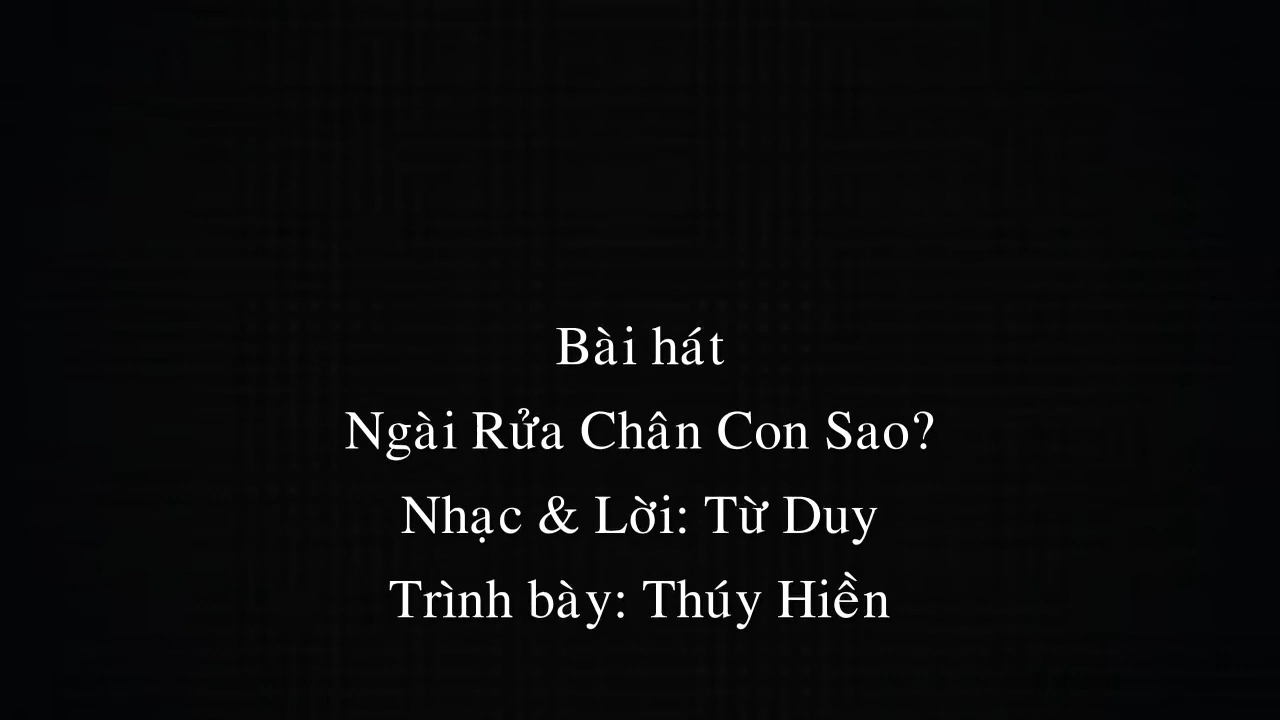 Bài hát
Ngài Rửa Chân Con Sao?
Nhạc & Lời: Từ Duy
Trình bày: Thúy Hiền